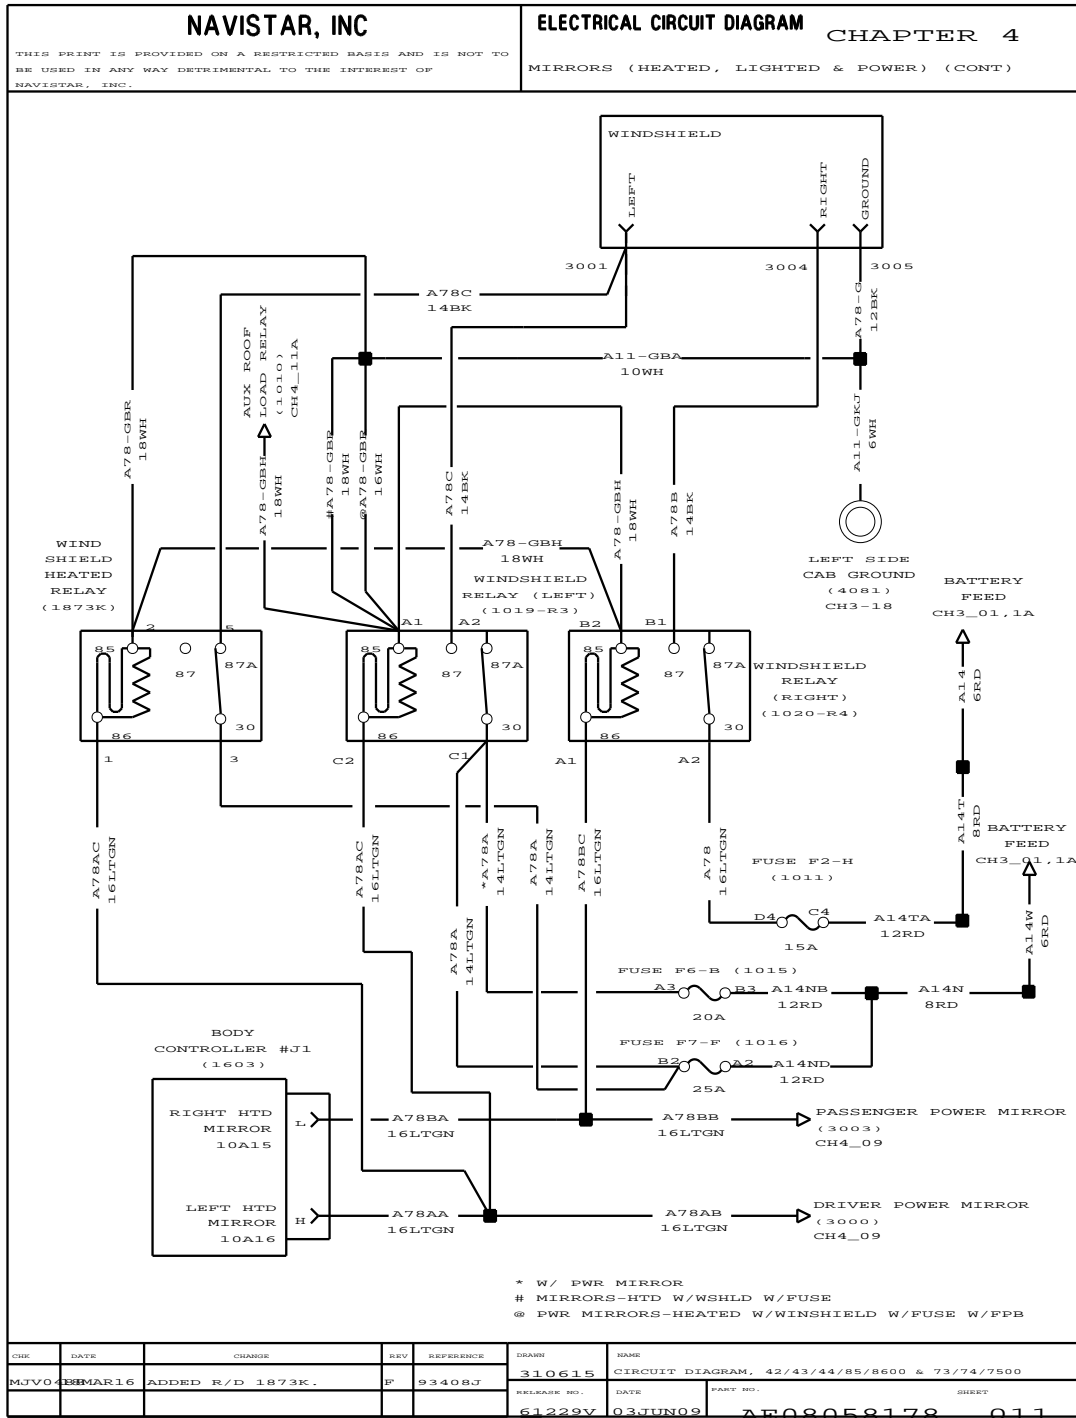 NAVISTAR, INC
THIS PRINT IS PROVIDED ON A RESTRICTED BASIS AND IS NOT TO
BE USED IN ANY WAY DETRIMENTAL TO THE INTEREST OF
NAVISTAR, INC.
ELECTRICAL CIRCUIT DIAGRAM
CHAPTER 4
MIRRORS (HEATED, LIGHTED & POWER) (CONT)
WINDSHIELD
LEFT
RIGHT
GROUND
3001
3004
3005
A78C
14BK
A78-G
12BK
AUX ROOF
LOAD RELAY
(1010)
CH4_11A
A11-GBA
10WH
A78-GBR
18WH
A78-GBH
18WH
#A78-GBR
18WH
@A78-GBR
16WH
A78C
14BK
A78-GBH
18WH
A78B
14BK
A11-GKJ
6WH
WIND
SHIELD
HEATED
RELAY
(1873K)
A78-GBH
18WH
WINDSHIELD
RELAY (LEFT)
(1019-R3)
LEFT SIDE
CAB GROUND
(4081)
CH3-18
BATTERY
FEED
CH3_01,1A
2
5
A1
A2
B2
B1
85
87
87A
86
30
85
87
87A
86
30
85
87
87A
86
30
WINDSHIELD
RELAY
(RIGHT)
(1020-R4)
A14
6RD
1
3
C2
C1
A1
A2
A78AC
16LTGN
A78AC
16LTGN
*A78A
14LTGN
A78A
14LTGN
A78BC
16LTGN
A78
16LTGN
A14T
8RD
BATTERY
FEED
CH3_01,1A
FUSE F2-H
(1011)
D4
C4
15A
A14TA
12RD
A14W
6RD
A78A
14LTGN
FUSE F6-B (1015)
A3
B3
20A
A14NB
12RD
A14N
8RD
FUSE F7-F (1016)
B2
A2
25A
A14ND
12RD
BODY
CONTROLLER #J1
(1603)
RIGHT HTD
MIRROR
10A15
L
A78BA
16LTGN
A78BB
16LTGN
PASSENGER POWER MIRROR
(3003)
CH4_09
LEFT HTD
MIRROR
10A16
H
A78AA
16LTGN
A78AB
16LTGN
DRIVER POWER MIRROR
(3000)
CH4_09
* W/ PWR MIRROR
# MIRRORS-HTD W/WSHLD W/FUSE
@ PWR MIRRORS-HEATED W/WINSHIELD W/FUSE W/FPB
CHK
DATE
CHANGE
REV
REFERENCE
DRAWN
NAME
ADDED R/D 1873K.
F
93408J
310615
CIRCUIT DIAGRAM, 42/43/44/85/8600 & 73/74/7500
RELEASE NO.
DATE
PART NO.
SHEET
61229V
03JUN09
AE08058178
011